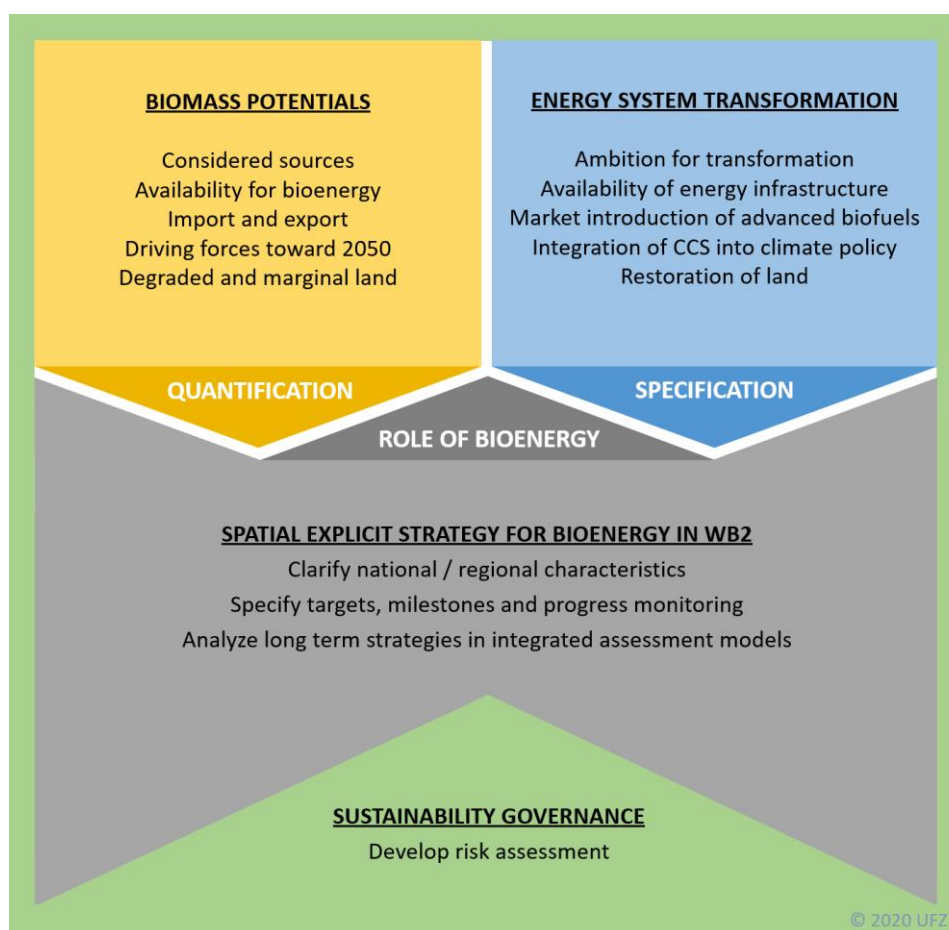 BIOMASS POTENTIALS
Considered sources
Availability for bioenergy
Import and export
Driving forces toward 2050
Degraded and marginal land
ENERGY SYSTEM TRANSFORMATION
Ambition for transformation
Availability of energy infrastructure
Market introduction of advanced biofuels
Integration of CCS into climate policy
Restoration of land
QUANTIFICATION
SPECIFICATION
ROLE OF BIOENERGY
SPATIAL EXPLICIT STRATEGY FOR BIOENERGY IN WB2
Clarify national / regional characteristics
Specify targets, milestones and progress monitoring
Analyze long term strategies in integrated assessment models
SUSTAINABILITY GOVERNANCE
Develop risk assessment
© 2020 UFZ